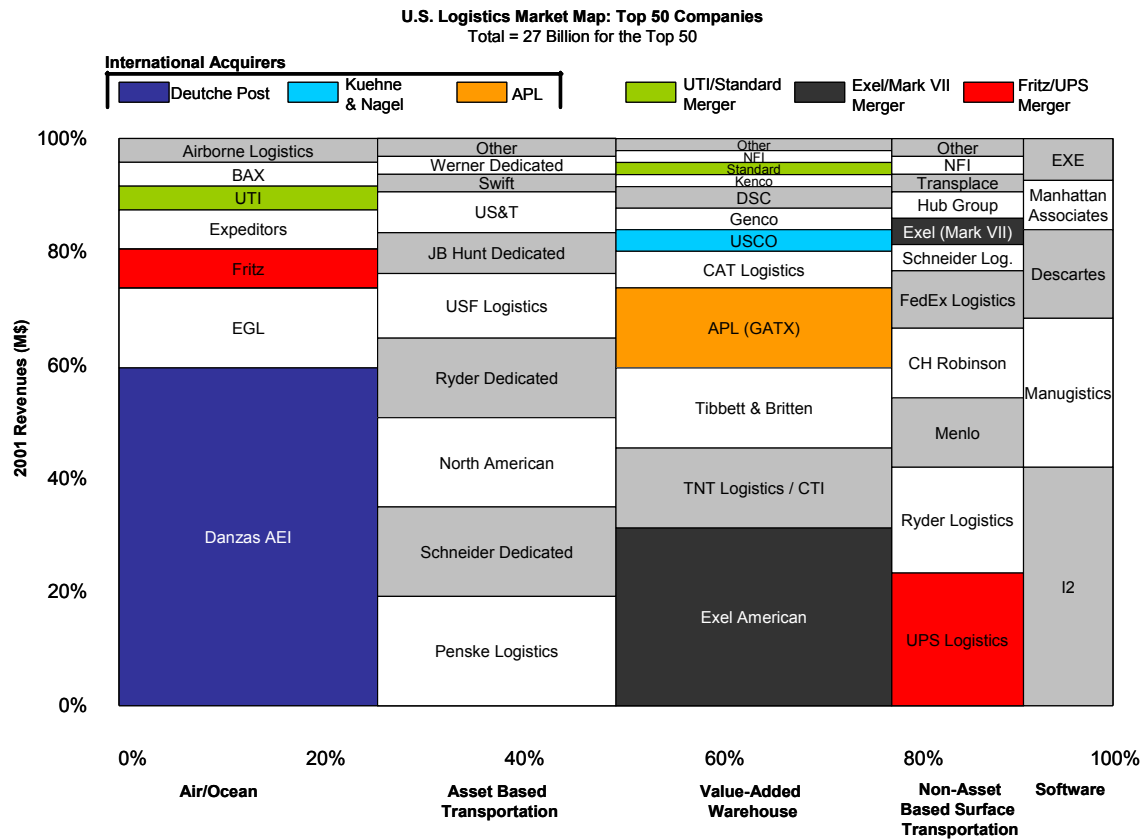 U.S. Logistics Market Map: Top 50 Companies
Total = 27 Billion for the Top 50
International Acquirers
Deutche Post
Kuehne
& Nagel
APL
UTI/Standard
Merger
Exel/Mark VII
Merger
Fritz/UPS
Merger
2001 Revenues (M$)
100%
80%
60%
40%
20%
0%
Airborne Logistics
BAX
UTI
Expeditors
Fritz
EGL
Danzas AEI
Other
Werner Dedicated
Swift
US&T
JB Hunt Dedicated
USF Logistics
Ryder Dedicated
North American
Schneider Dedicated
Penske Logistics
Other
NFI
Standard
Kenco
DSC
Genco
USCO
CAT Logistics
APL (GATX)
Tibbett & Britten
TNT Logistics / CTI
Exel American
Other
NFI
Transplace
Hub Group
Exel (Mark VII)
Schneider Log.
FedEx Logistics
CH Robinson
Menlo
Ryder Logistics
UPS Logistics
EXE
Manhattan
Associates
Descartes
Manugistics
I2
0%
20%
40%
60%
80%
100%
Air/Ocean
Asset Based
Transportation
Value-Added
Warehouse
Non-Asset
Based Surface
Transportation
Software